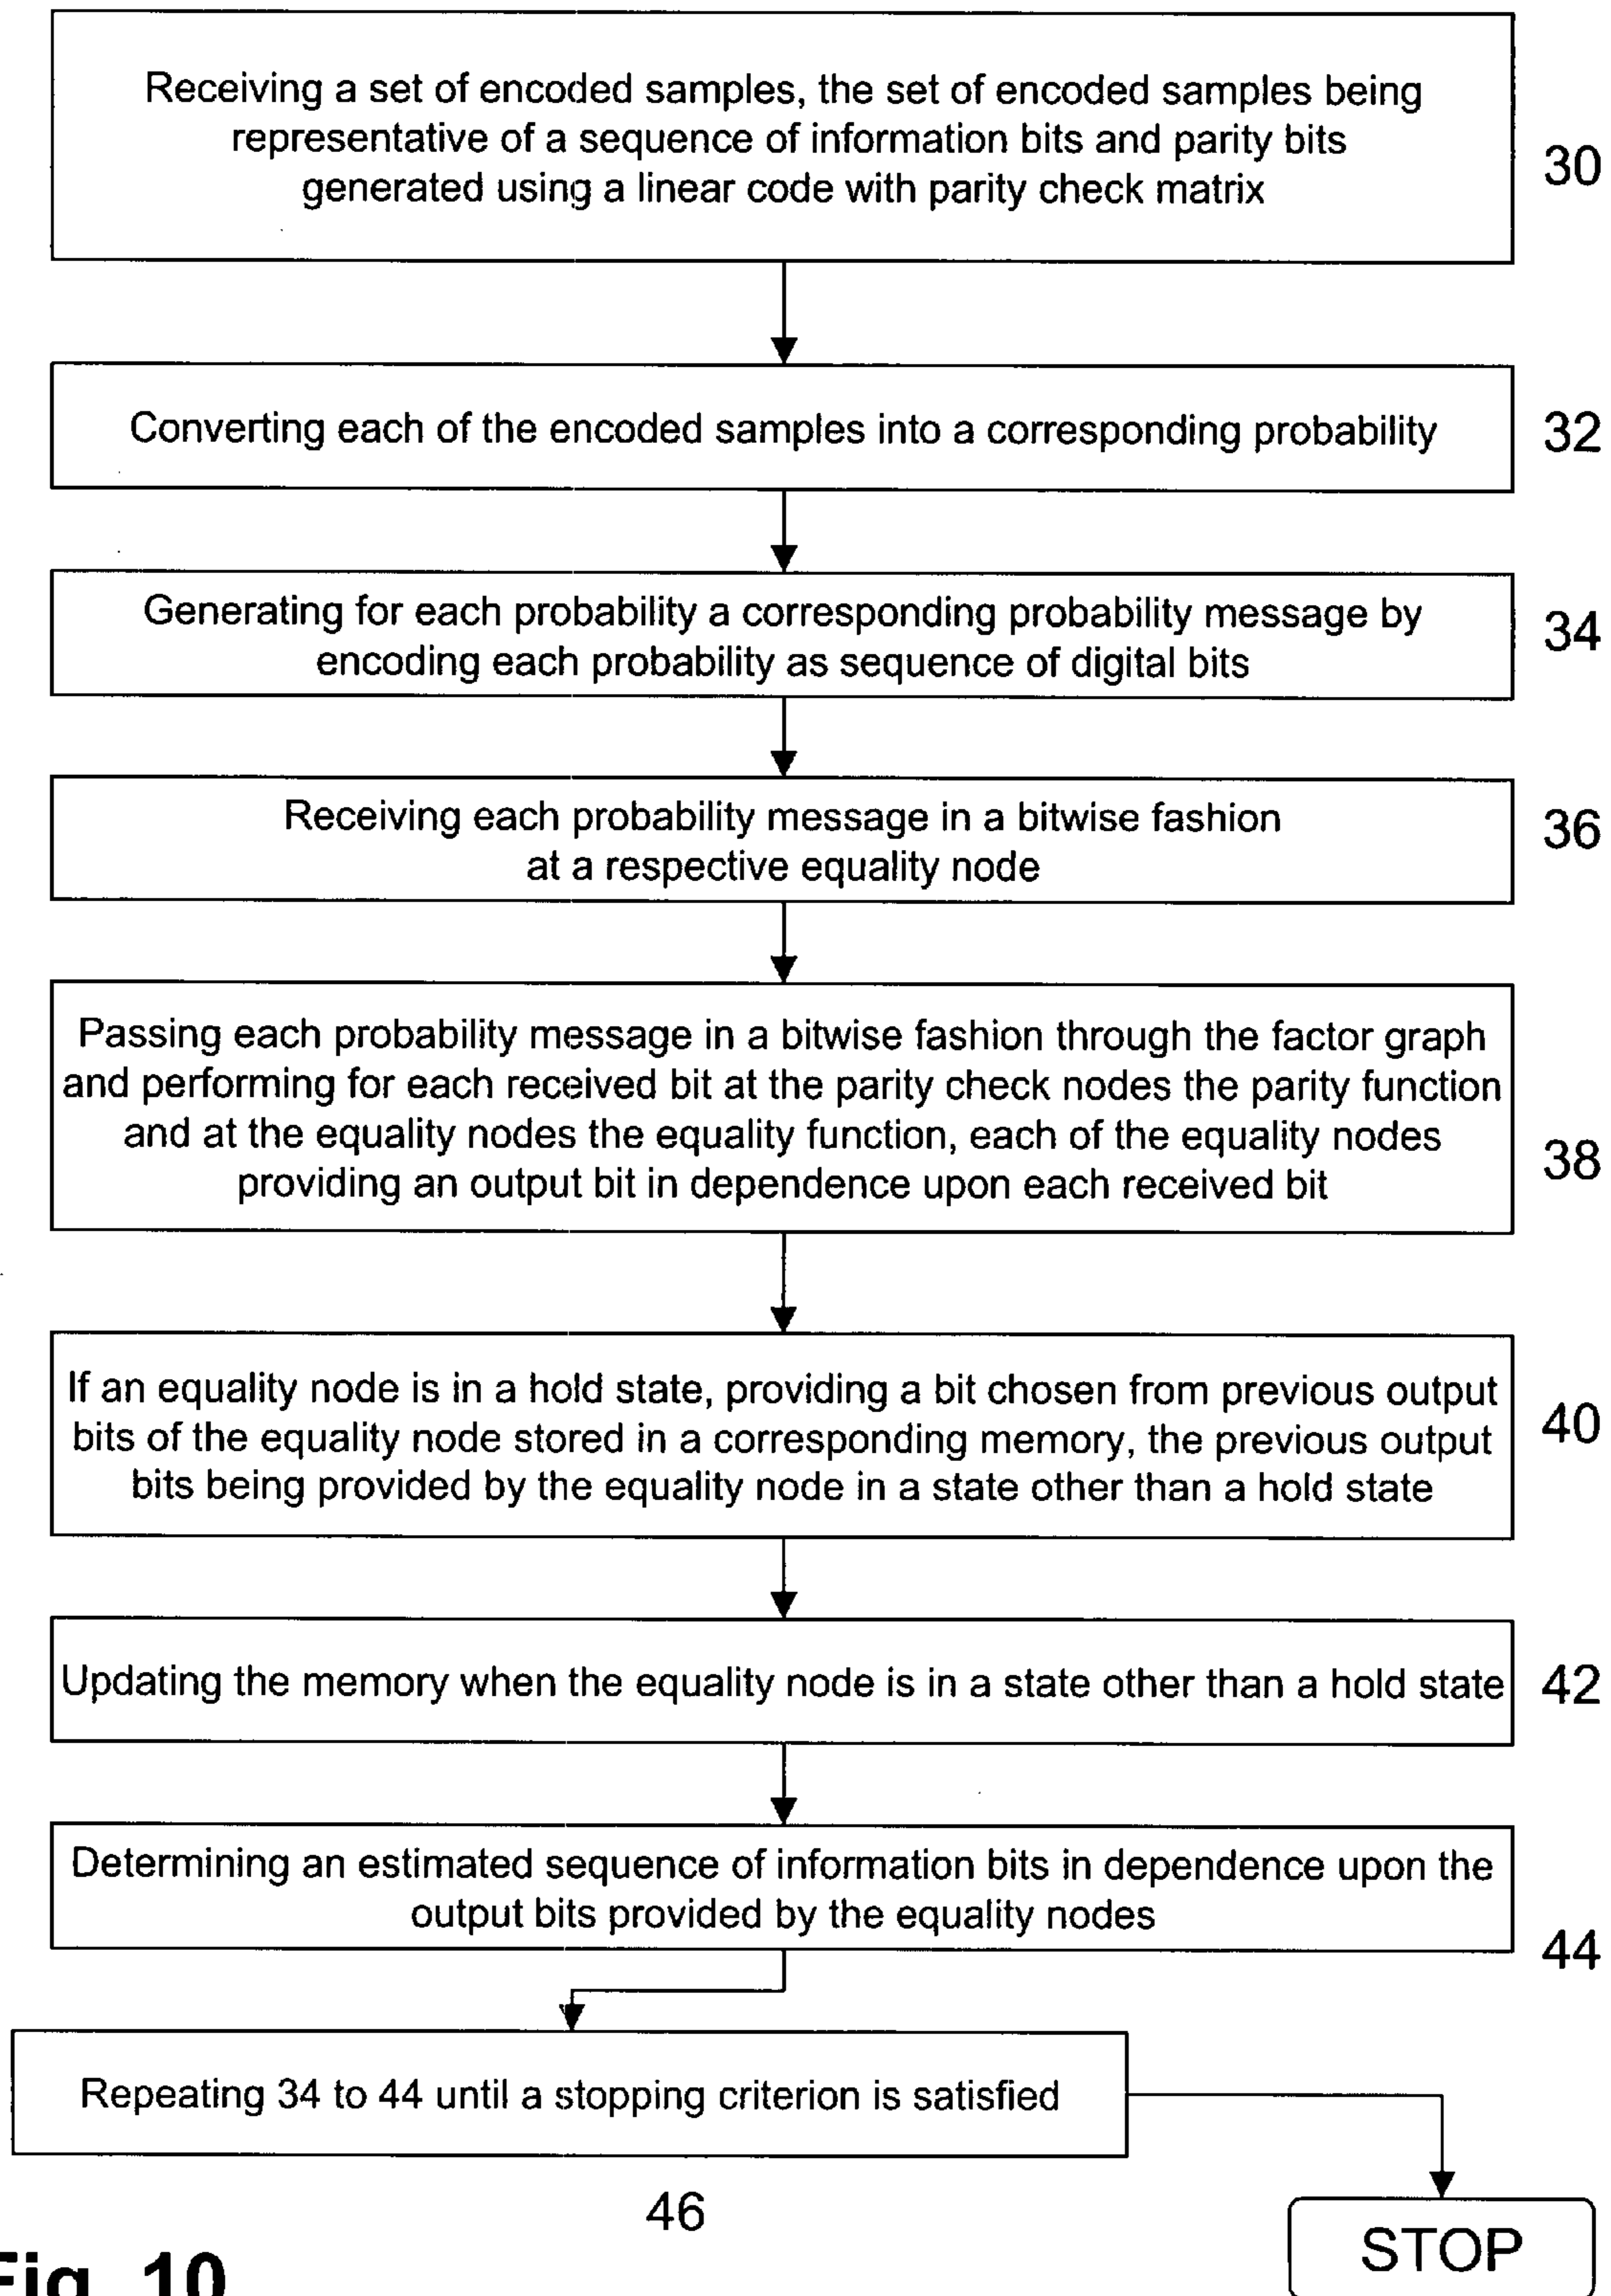 Receiving a set of encoded samples, the set of encoded samples being
representative of a sequence of information bits and parity bits
generated using a linear code with parity check matrix
30
Converting each of the encoded samples into a corresponding probability
32
Generating for each probability a corresponding probability message by
encoding each probability as sequence of digital bits
34
Receiving each probability message in a bitwise fashion
at a respective equality node
36
Passing each probability message in a bitwise fashion through the factor graph
and performing for each received bit at the parity check nodes the parity function
and at the equality nodes the equality function, each of the equality nodes
providing an output bit in dependence upon each received bit
38
If an equality node is in a hold state, providing a bit chosen from previous output
bits of the equality node stored in a corresponding memory, the previous output
bits being provided by the equality node in a state other than a hold state
40
Updating the memory when the equality node is in a state other than a hold state
42
Determining an estimated sequence of information bits in dependence upon the
output bits provided by the equality nodes
44
Repeating 34 to 44 until a stopping criterion is satisfied
46
STOP
Fig. 10